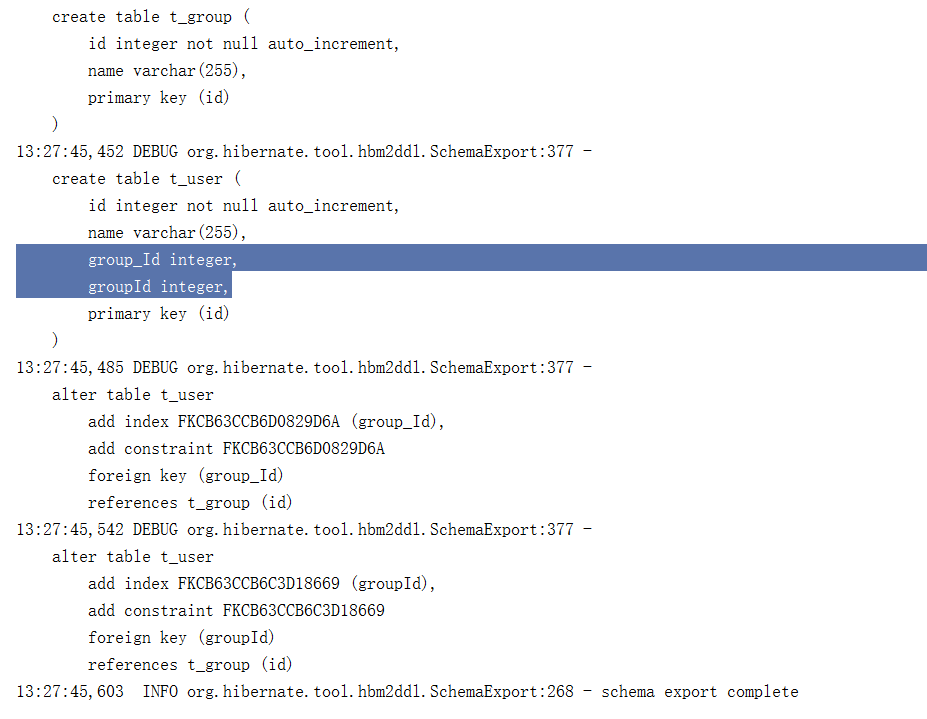 create table t_group (
id integer not null auto_increment,
name varchar(255),
primary key (id)
)
13:27:45,452 DEBUG org.hibernate.tool.hbm2ddl.SchemaExport:377 -
create table t_user (
id integer not null auto_increment,
name varchar(255),
group_Id integer,
groupId integer,
primary key (id)
)
13:27:45,485 DEBUG org.hibernate.tool.hbm2ddl.SchemaExport:377 -
alter table t_user
add index FKCB63CCB6D0829D6A (group_Id),
add constraint FKCB63CCB6D0829D6A
foreign key (group_Id)
references t_group (id)
13:27:45,542 DEBUG org.hibernate.tool.hbm2ddl.SchemaExport:377 -
alter table t_user
add index FKCB63CCB6C3D18669 (groupId),
add constraint FKCB63CCB6C3D18669
foreign key (groupId)
references t_group (id)
13:27:45,603  INFO org.hibernate.tool.hbm2ddl.SchemaExport:268 - schema export complete